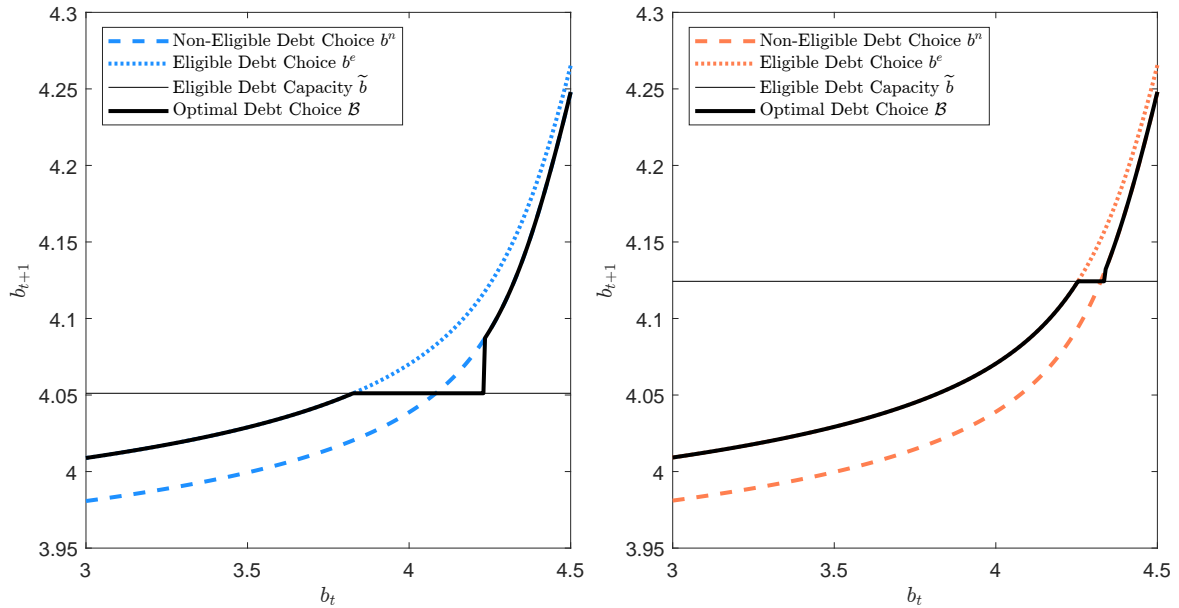 4.3
4.25
4.2
4.15
4.1
4.05
4
3.95
b_{t+1}
Non-Eligible Debt Choice b^n
Eligible Debt Choice b^e
Eligible Debt Capacity b̃
Optimal Debt Choice ℬ
3
3.5
4
4.5
b_t
4.3
4.25
4.2
4.15
4.1
4.05
4
3.95
b_{t+1}
Non-Eligible Debt Choice b^n
Eligible Debt Choice b^e
Eligible Debt Capacity b̃
Optimal Debt Choice ℬ
3
3.5
4
4.5
b_t